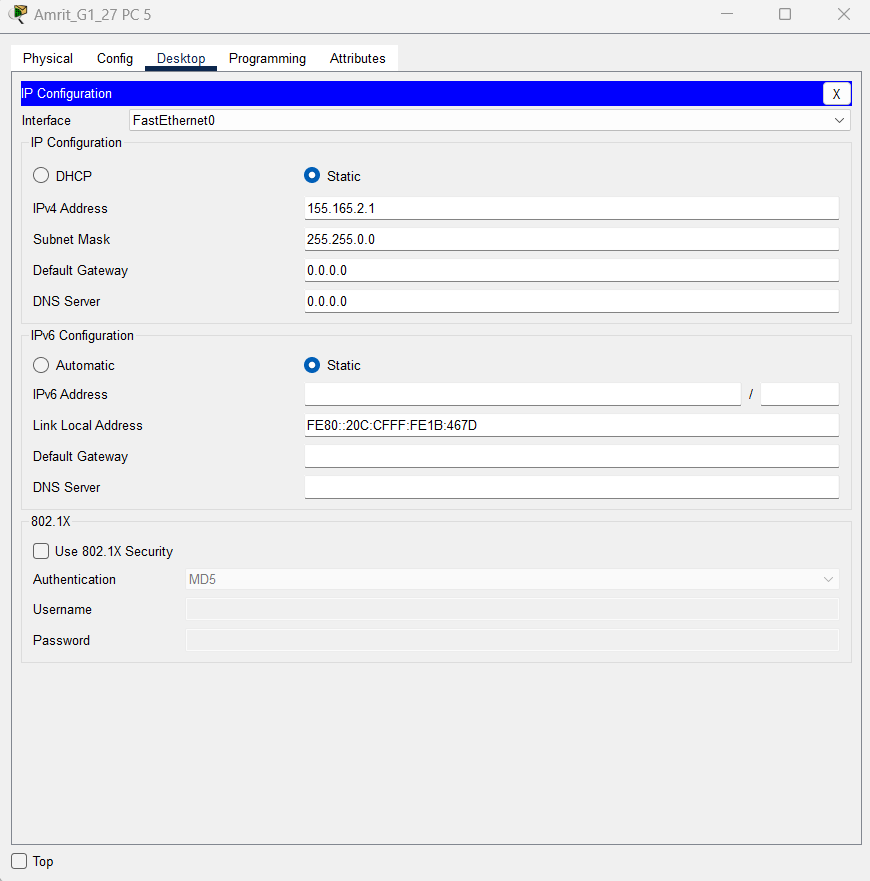 Amrit_G1_27 PC 5
Physical Config Desktop Programming Attributes
IP Configuration X
Interface FastEthernet0
IP Configuration
DHCP Static
IPv4 Address 155.165.2.1
Subnet Mask 255.255.0.0
Default Gateway 0.0.0.0
DNS Server 0.0.0.0
IPv6 Configuration
Automatic Static
IPv6 Address /
Link Local Address FE80::20C:CFFF:FE1B:467D
Default Gateway
DNS Server
802.1X
Use 802.1X Security
Authentication MD5
Username
Password
Top